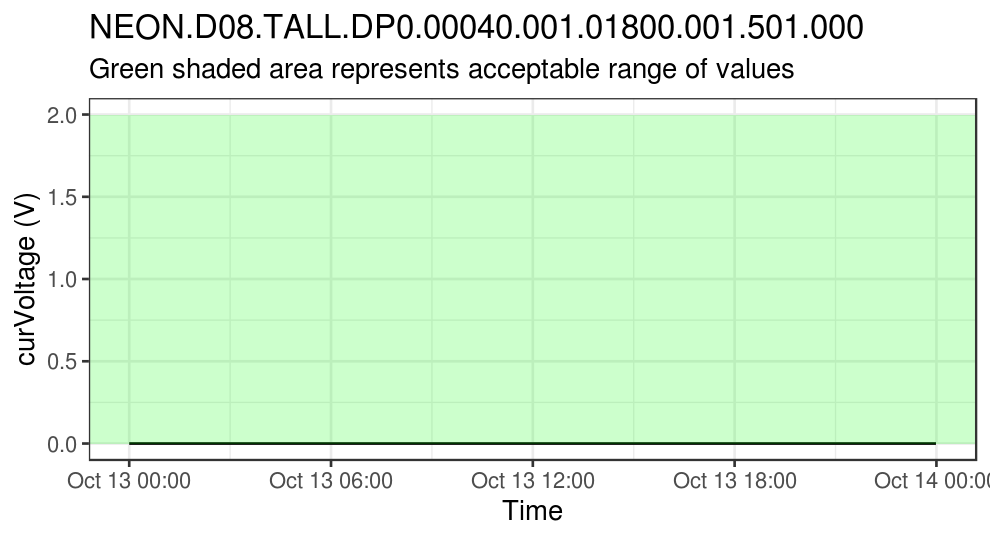 NEON.D08.TALL.DP0.00040.001.01800.001.501.000
Green shaded area represents acceptable range of values
2.0
1.5
1.0
0.5
0.0
curVoltage (V)
Oct 13 00:00 Oct 13 06:00 Oct 13 12:00 Oct 13 18:00 Oct 14 00:00
Time